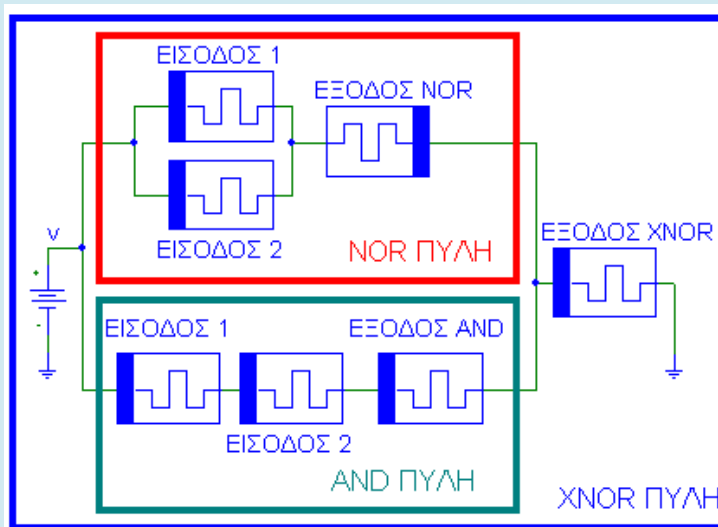 ΕΙΣΟΔΟΣ 1
ΕΞΟΔΟΣ NOR
ΕΙΣΟΔΟΣ 2
NOR ΠΥΛΗ
V
+
-
ΕΞΟΔΟΣ XNOR
ΕΙΣΟΔΟΣ 1
ΕΞΟΔΟΣ AND
ΕΙΣΟΔΟΣ 2
AND ΠΥΛΗ
XNOR ΠΥΛΗ